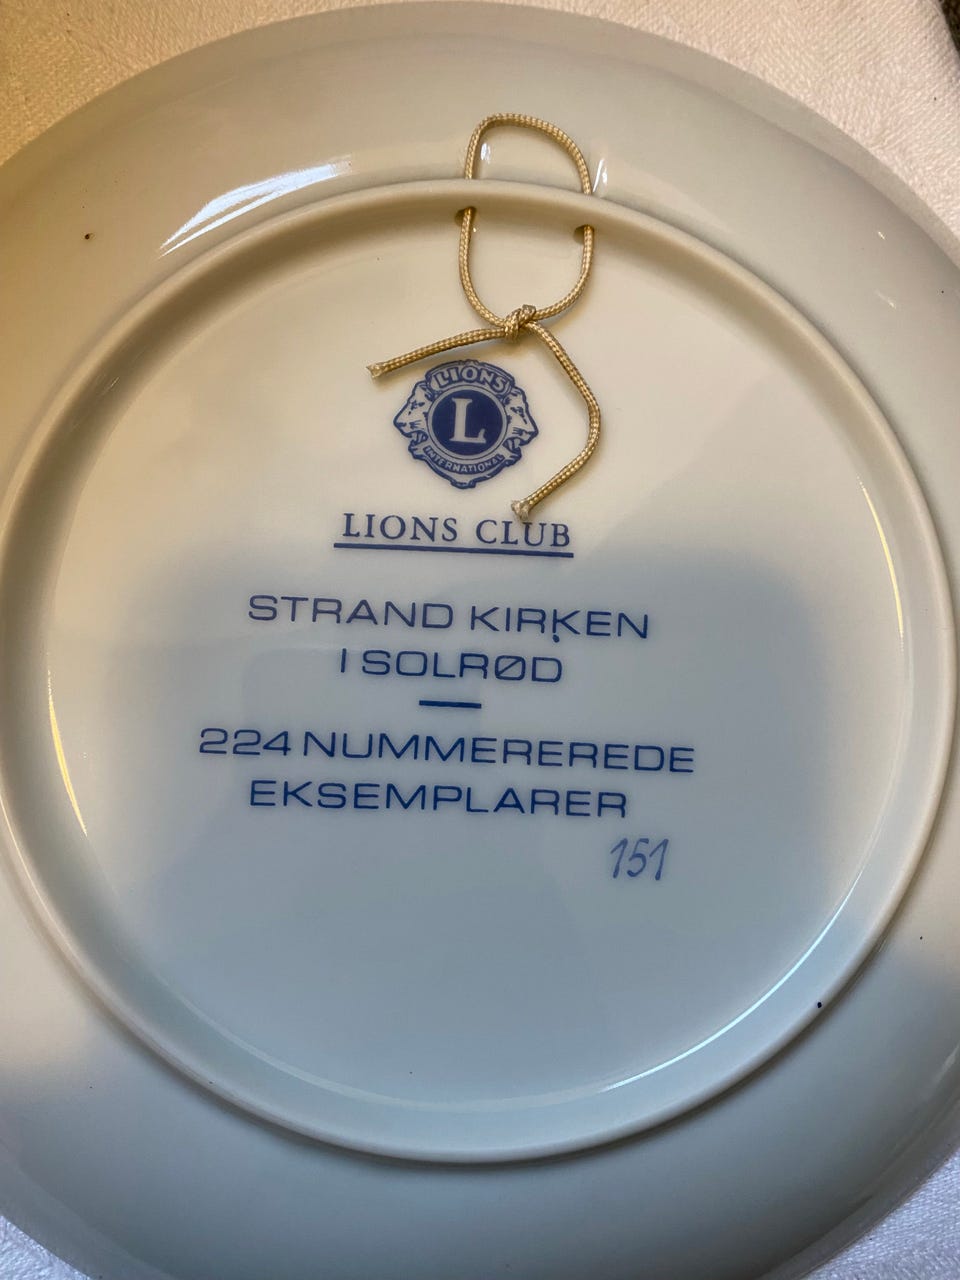 LIONS
L
INTERNATIONAL
LIONS CLUB
STRAND KIRKEN
I SOLRØD
224 NUMMEREREDE
EKSEMPLARER
151